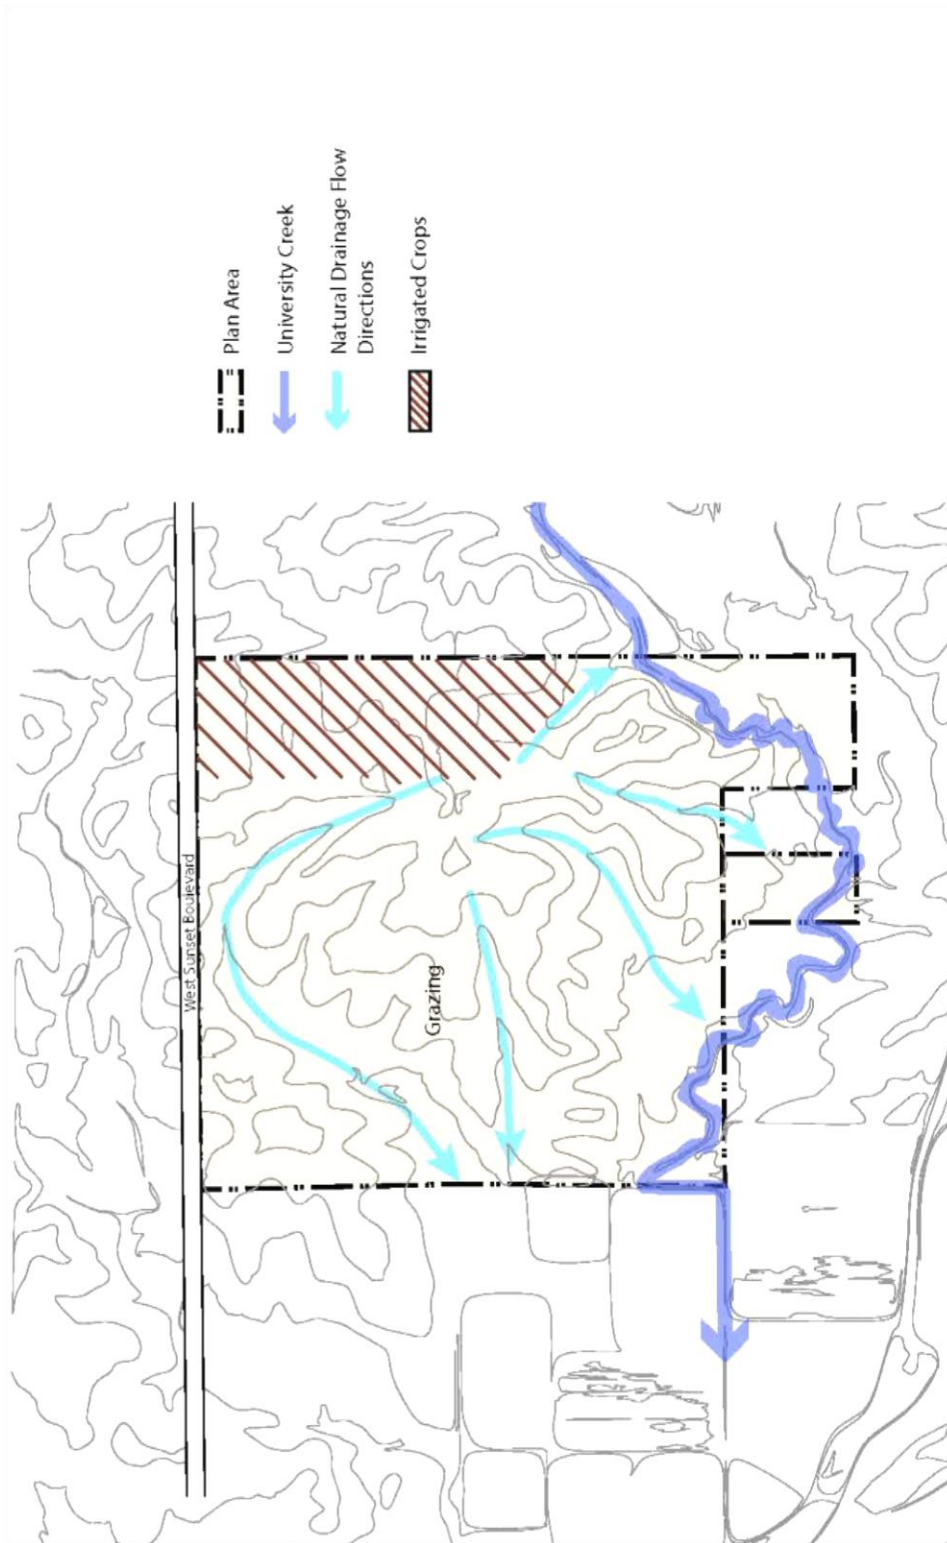 West Sunset Boulevard
Grazing
Plan Area
University Creek
Natural Drainage Flow
Directions
Irrigated Crops